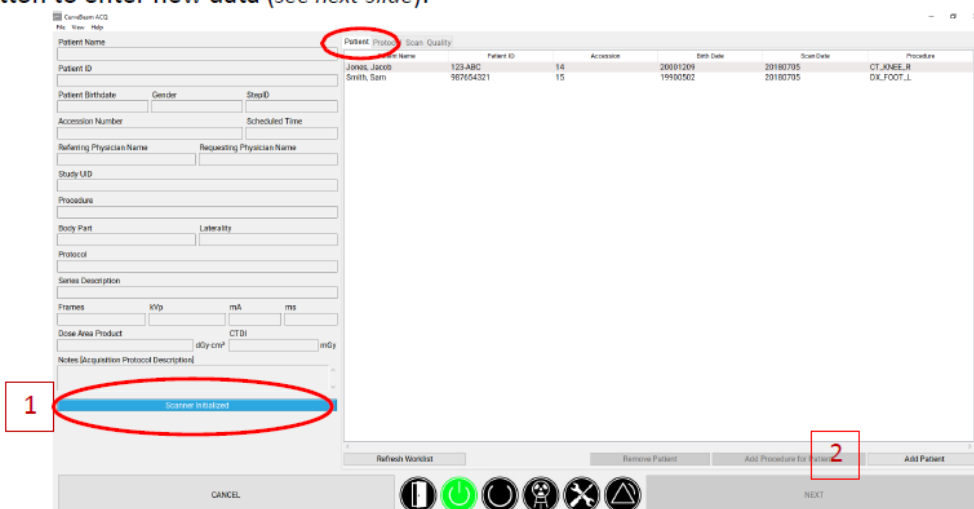 tton to enter new data (see next slide).
CurveBeam ACQ
File View Help
Patient Name
Patient ID
Patient Birthdate Gender StepID
Accession Number Scheduled Time
Referring Physician Name Requesting Physician Name
Study UID
Procedure
Body Part Laterality
Protocol
Series Description
Frames kVp mA ms
Dose Area Product CTDI
dGy·cm² mGy
Notes [Acquisition Protocol Description]
1
Scanner Initialized
Patient Protocol Scan Quality
Patient Name Patient ID Accession Birth Date Scan Date Procedure
Jones, Jacob 123-ABC 14 20001209 20180705 CT_KNEE_R
Smith, Sam 987654321 15 19900502 20180705 DX_FOOT_L
2
Refresh Worklist Remove Patient Add Procedure for Patient Add Patient
CANCEL NEXT